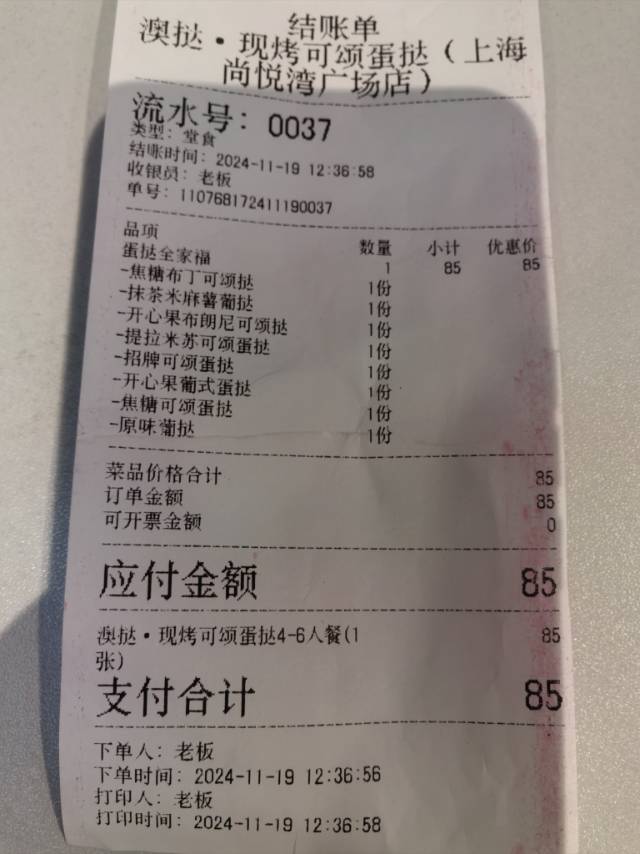 结账单
澳挞·现烤可颂蛋挞（上海
尚悦湾广场店）
流水号：0037
类型：堂食
结账时间：2024-11-19 12:36:58
收银员：老板
单号：110768172411190037
品项 数量 小计 优惠价
蛋挞全家福 1 85 85
-焦糖布丁可颂挞 1份
-抹茶米麻薯葡挞 1份
-开心果布朗尼可颂挞 1份
-提拉米苏可颂蛋挞 1份
-招牌可颂蛋挞 1份
-开心果葡式蛋挞 1份
-焦糖可颂蛋挞 1份
-原味葡挞 1份
菜品价格合计 85
订单金额 85
可开票金额 0
应付金额 85
澳挞·现烤可颂蛋挞4-6人餐(1 85
张)
支付合计 85
下单人：老板
下单时间：2024-11-19 12:36:56
打印人：老板
打印时间：2024-11-19 12:36:58